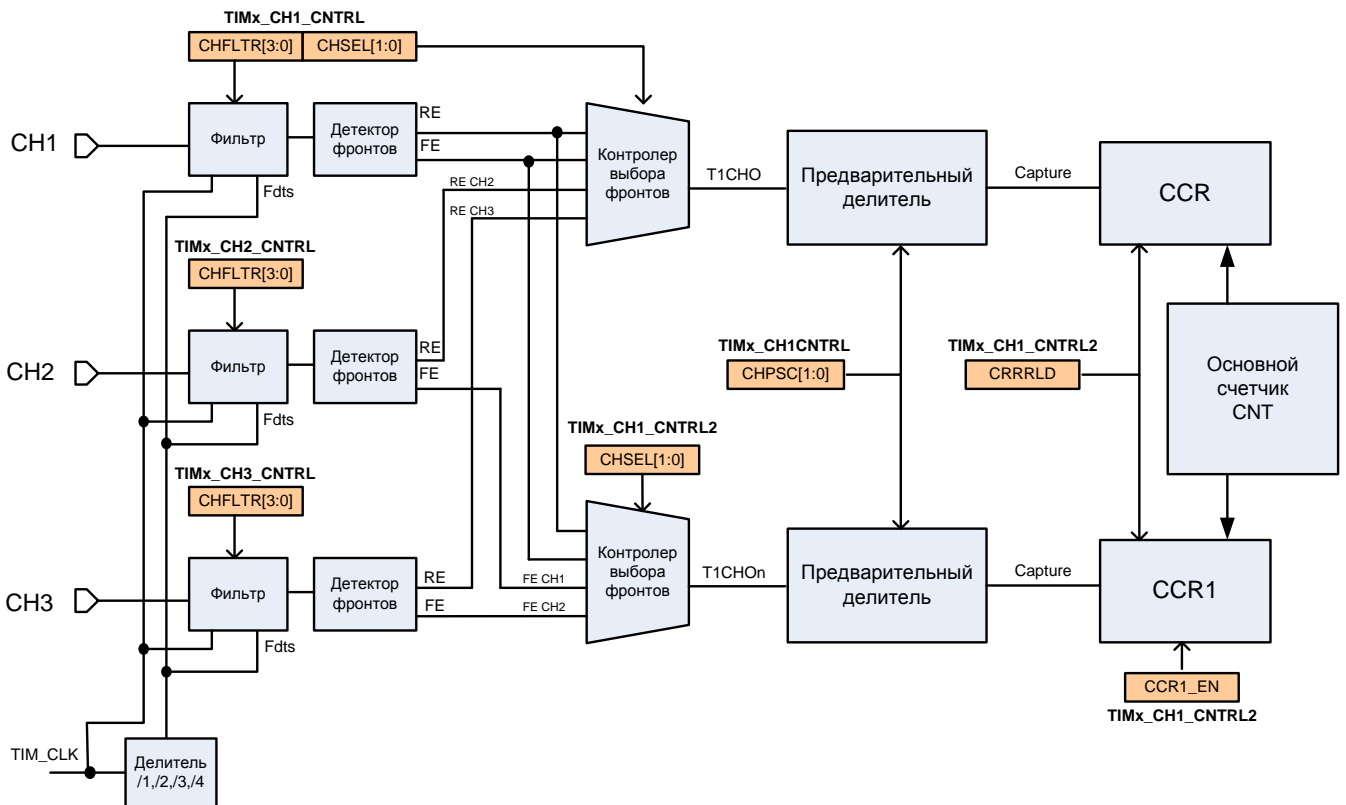 TIMx_CH1_CNTRL
CHFLTR[3:0] CHSEL[1:0]
CH1
Фильтр
Детектор
фронтов
RE
FE
Fdts
RE CH2
RE CH3
Контролер
выбора
фронтов
T1CHO
Предварительный
делитель
Capture
CCR
TIMx_CH2_CNTRL
CHFLTR[3:0]
CH2
Фильтр
Детектор
фронтов
RE
FE
Fdts
TIMx_CH1CNTRL
CHPSC[1:0]
TIMx_CH1_CNTRL2
CRRRLD
Основной
счетчик
CNT
TIMx_CH1_CNTRL2
CHSEL[1:0]
TIMx_CH3_CNTRL
CHFLTR[3:0]
CH3
Фильтр
Детектор
фронтов
RE
FE
Fdts
FE CH1
FE CH2
Контролер
выбора
фронтов
T1CHOn
Предварительный
делитель
Capture
CCR1
CCR1_EN
TIMx_CH1_CNTRL2
TIM_CLK
Делитель
/1,/2,/3,/4